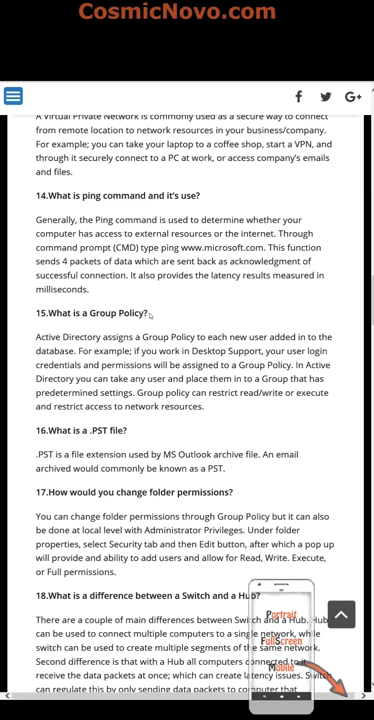 CosmicNovo.com
A Virtual Private Network is commonly used as a secure way to connect
from remote location to network resources in your business/company.
For example; you can take your laptop to a coffee shop, start a VPN, and
through it securely connect to a PC at work, or access company's emails
and files.
14.What is ping command and it's use?
Generally, the Ping command is used to determine whether your
computer has access to external resources or the internet. Through
command prompt (CMD) type ping www.microsoft.com. This function
sends 4 packets of data which are sent back as acknowledgment of
successful connection. It also provides the latency results measured in
milliseconds.
15.What is a Group Policy?
Active Directory assigns a Group Policy to each new user added in to the
database. For example; if you work in Desktop Support, your user login
credentials and permissions will be assigned to a Group Policy. In Active
Directory you can take any user and place them in to a Group that has
predetermined settings. Group policy can restrict read/write or execute
and restrict access to network resources.
16.What is a .PST file?
.PST is a file extension used by MS Outlook archive file. An email
archived would commonly be known as a PST.
17.How would you change folder permissions?
You can change folder permissions through Group Policy but it can also
be done at local level with Administrator Privileges. Under folder
properties, select Security tab and then Edit button, after which a pop up
will provide and ability to add users and allow for Read, Write. Execute,
or Full permissions.
18.What is a difference between a Switch and a Hub?
There are a couple of main differences between Switch and a Hub. Hub
can be used to connect multiple computers to a single network, while
switch can be used to create multiple segments of the same network.
Second difference is that with a Hub all computers connected to it
receive the data packets at once; which can create latency issues. Switch
can regulate this by only sending data packets to computer that
Portrait
FullScreen
Mobile